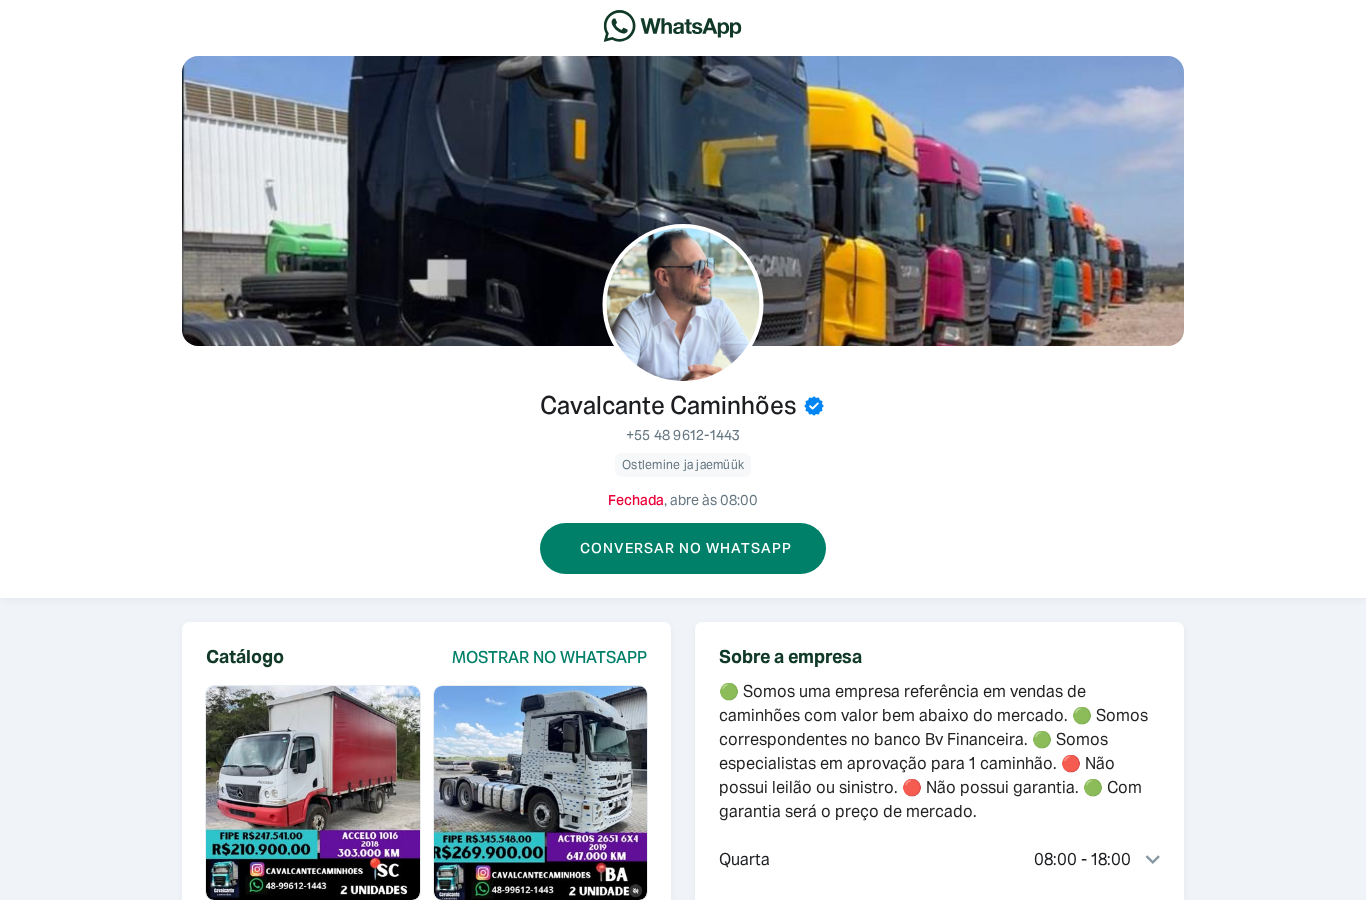 WhatsApp
SCANIA
Cavalcante Caminhões
+55 48 9612-1443
Ostlemine ja jaemüük
Fechada, abre às 08:00
CONVERSAR NO WHATSAPP
Catálogo
MOSTRAR NO WHATSAPP
FIPE R$247.541.00
R$210.900.00
ACCELO 1016
2018
303.000 KM
CAVALCANTECAMINHOES
48-99612-1443
SC
2 UNIDADES
Cavalcante
FIPE R$345.548.00
R$269.900.00
ACTROS 2651 6X4
2019
647.000 KM
CAVALCANTECAMINHOES
48-99612-1443
BA
2 UNIDADE
Cavalcante
Sobre a empresa
🟢 Somos uma empresa referência em vendas de
caminhões com valor bem abaixo do mercado. 🟢 Somos
correspondentes no banco Bv Financeira. 🟢 Somos
especialistas em aprovação para 1 caminhão. 🔴 Não
possui leilão ou sinistro. 🔴 Não possui garantia. 🟢 Com
garantia será o preço de mercado.
Quarta
08:00 - 18:00